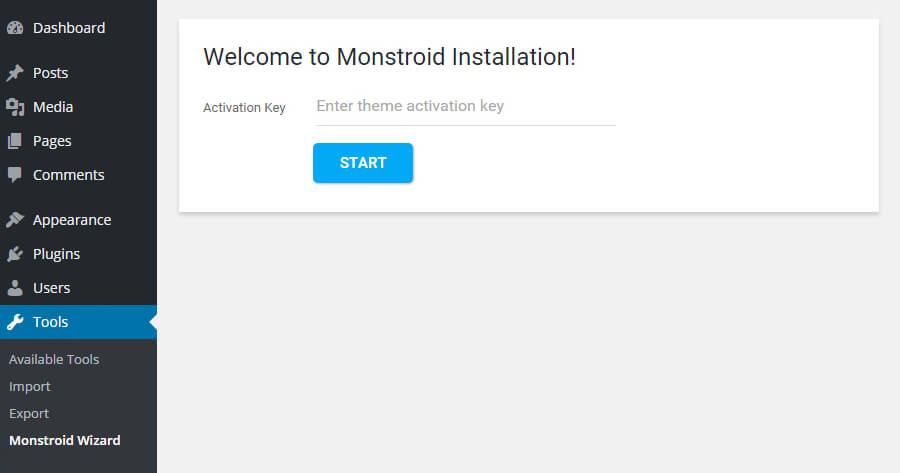 Dashboard
Posts
Media
Pages
Comments
Appearance
Plugins
Users
Tools
Available Tools
Import
Export
Monstroid Wizard
Welcome to Monstroid Installation!
Activation Key Enter theme activation key
START